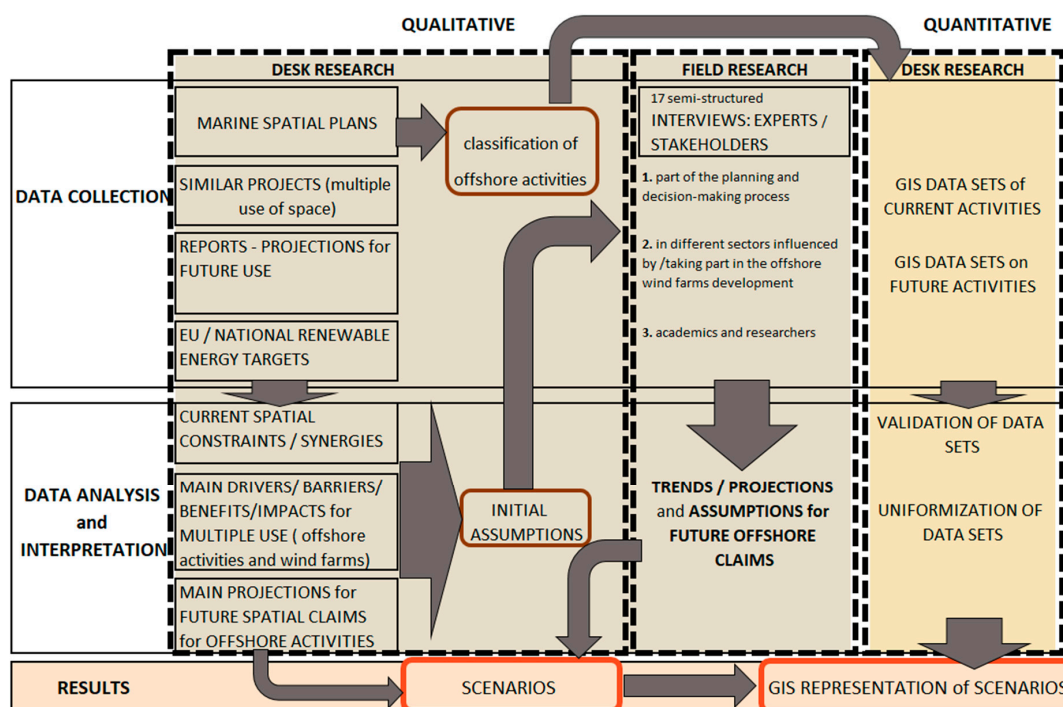 QUALITATIVE
QUANTITATIVE
DESK RESEARCH
FIELD RESEARCH
DESK RESEARCH
DATA COLLECTION
MARINE SPATIAL PLANS
SIMILAR PROJECTS (multiple
use of space)
REPORTS - PROJECTIONS for
FUTURE USE
EU / NATIONAL RENEWABLE
ENERGY TARGETS
classification of
offshore activities
17 semi-structured
INTERVIEWS: EXPERTS /
STAKEHOLDERS
1. part of the planning and
decision-making process
2. in different sectors influenced
by /taking part in the offshore
wind farms development
3. academics and researchers
GIS DATA SETS of
CURRENT ACTIVITIES
GIS DATA SETS on
FUTURE ACTIVITIES
DATA ANALYSIS
and
INTERPRETATION
CURRENT SPATIAL
CONSTRAINTS / SYNERGIES
MAIN DRIVERS/ BARRIERS/
BENEFITS/IMPACTS for
MULTIPLE USE ( offshore
activities and wind farms)
MAIN PROJECTIONS for
FUTURE SPATIAL CLAIMS
for OFFSHORE ACTIVITIES
INITIAL
ASSUMPTIONS
TRENDS / PROJECTIONS
and ASSUMPTIONS for
FUTURE OFFSHORE
CLAIMS
VALIDATION OF DATA
SETS
UNIFORMIZATION OF
DATA SETS
RESULTS
SCENARIOS
GIS REPRESENTATION of SCENARIOS